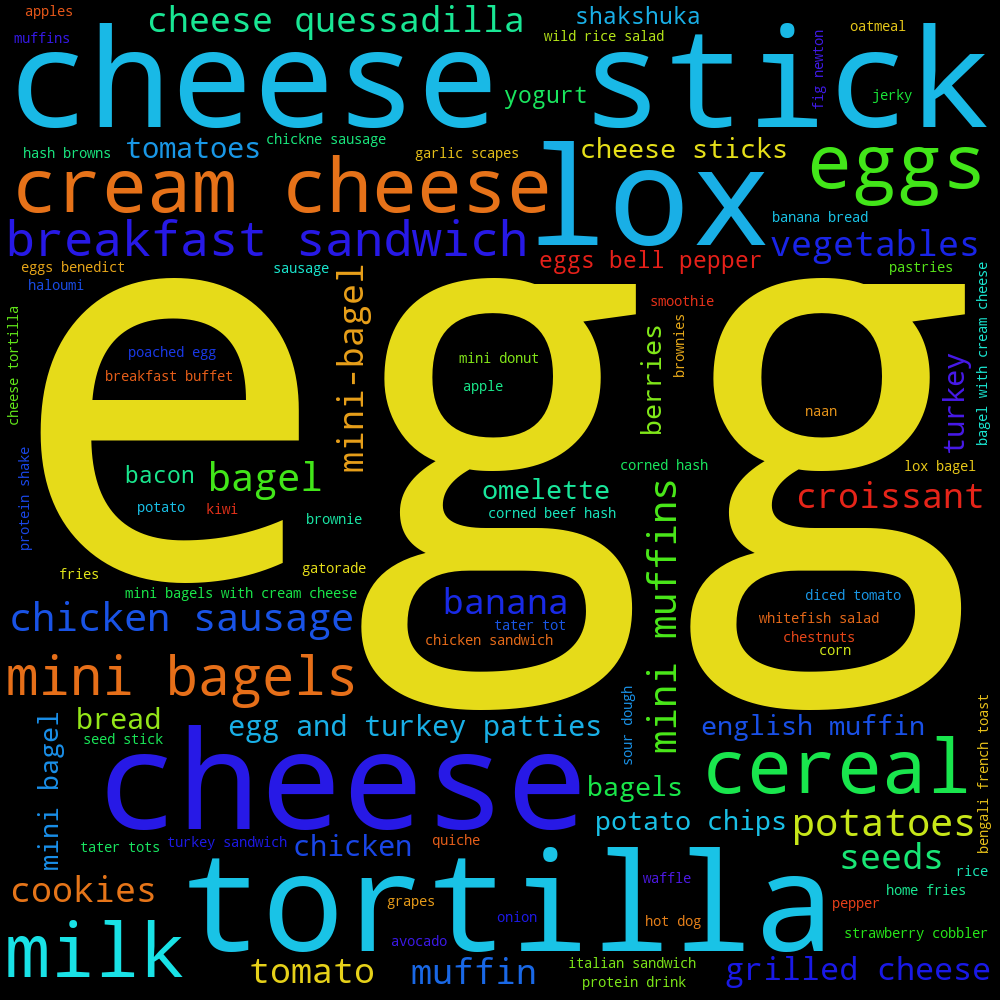 apples
cheese quessadilla
shakshuka
oatmeal
muffins
wild rice salad
fig newton
cheese stick
yogurt
jerky
hash browns
tomatoes
chickne sausage
garlic scapes
cheese sticks
eggs
cream cheese
lox
banana bread
breakfast sandwich
vegetables
eggs benedict
sausage
eggs bell pepper
pastries
haloumi
mini-bagel
smoothie
bagel with cream cheese
cheese tortilla
brownies
berries
turkey
egg
poached egg
breakfast buffet
mini donut
apple
naan
bacon
bagel
corned hash
lox bagel
protein shake
potato
kiwi
omelette
croissant
brownie
corned beef hash
mini muffins
fries
gatorade
mini bagels with cream cheese
banana
diced tomato
chicken sausage
tater tot
whitefish salad
chicken sandwich
chestnuts
corn
mini bagels
sour dough
bread
egg and turkey patties
english muffin
bengali french toast
seed stick
mini bagel
cheese
cereal
bagels
potato chips
potatoes
tater tots
turkey sandwich
chicken
quiche
seeds
rice
cookies
tortilla
waffle
home fries
grapes
pepper
onion
hot dog
milk
avocado
strawberry cobbler
tomato
muffin
italian sandwich
grilled cheese
protein drink